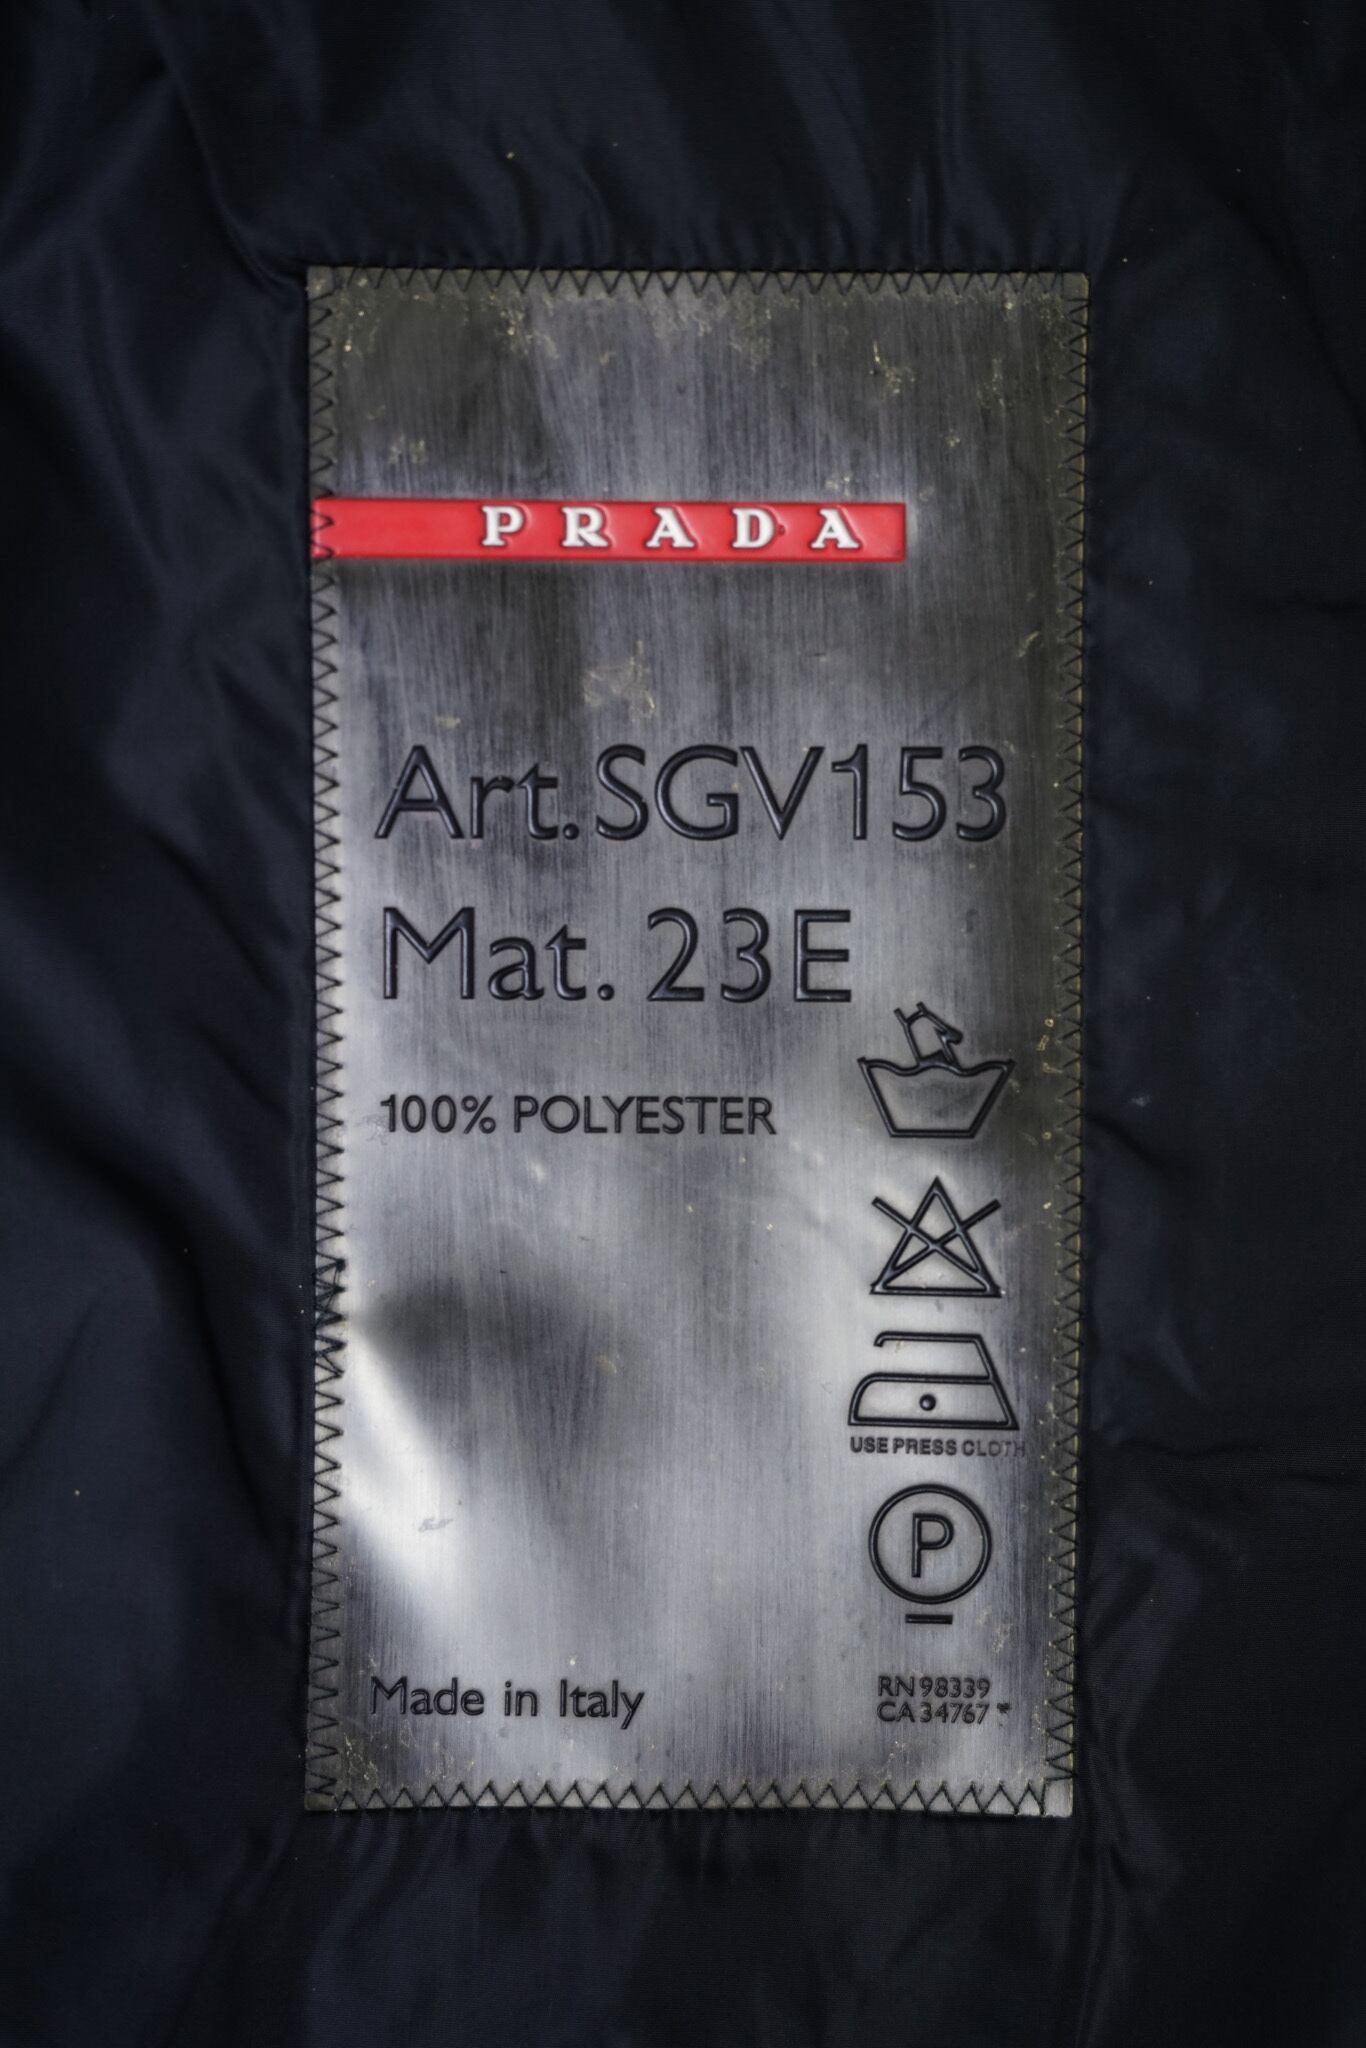 PRADA
Art. SGV153
Mat. 23E
100% POLYESTER
USE PRESS CLOTH
P
Made in Italy
RN 98339
CA 34767